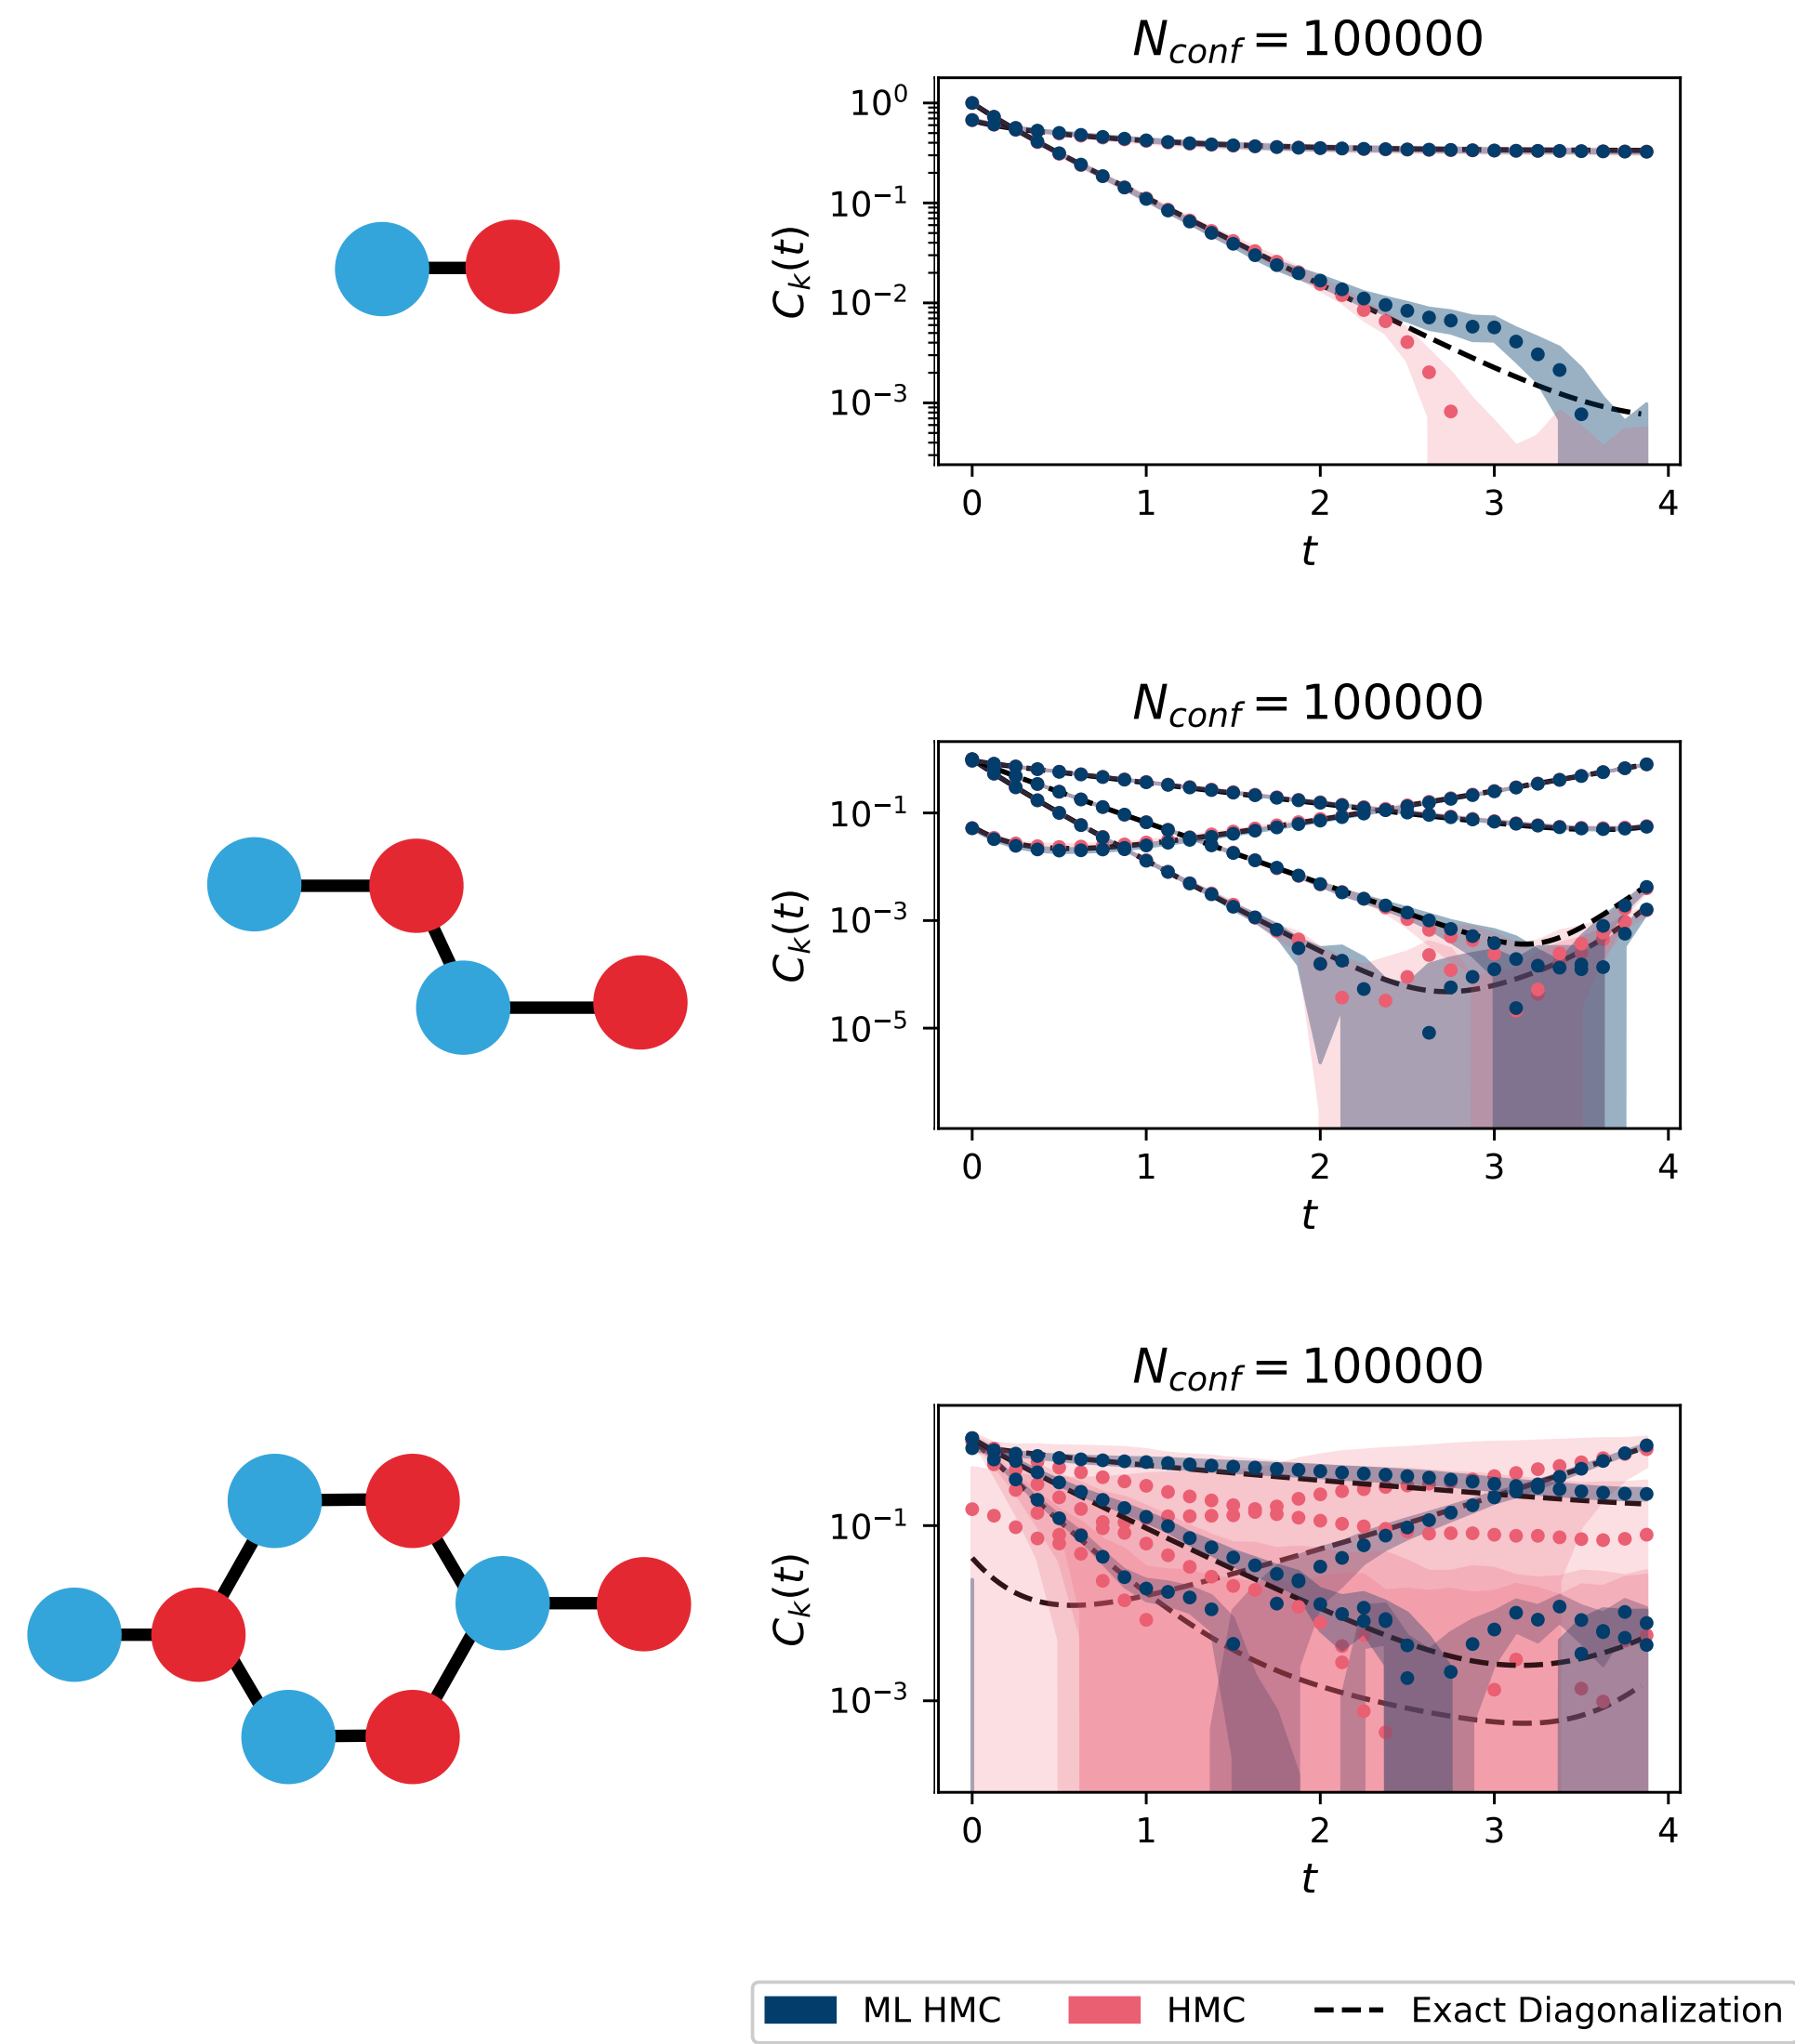 N_conf = 100000
10^0
10^−1
10^−2
10^−3
C_k(t)
0 1 2 3 4
t
N_conf = 100000
10^−1
10^−3
10^−5
C_k(t)
0 1 2 3 4
t
N_conf = 100000
10^−1
10^−3
C_k(t)
0 1 2 3 4
t
ML HMC HMC Exact Diagonalization